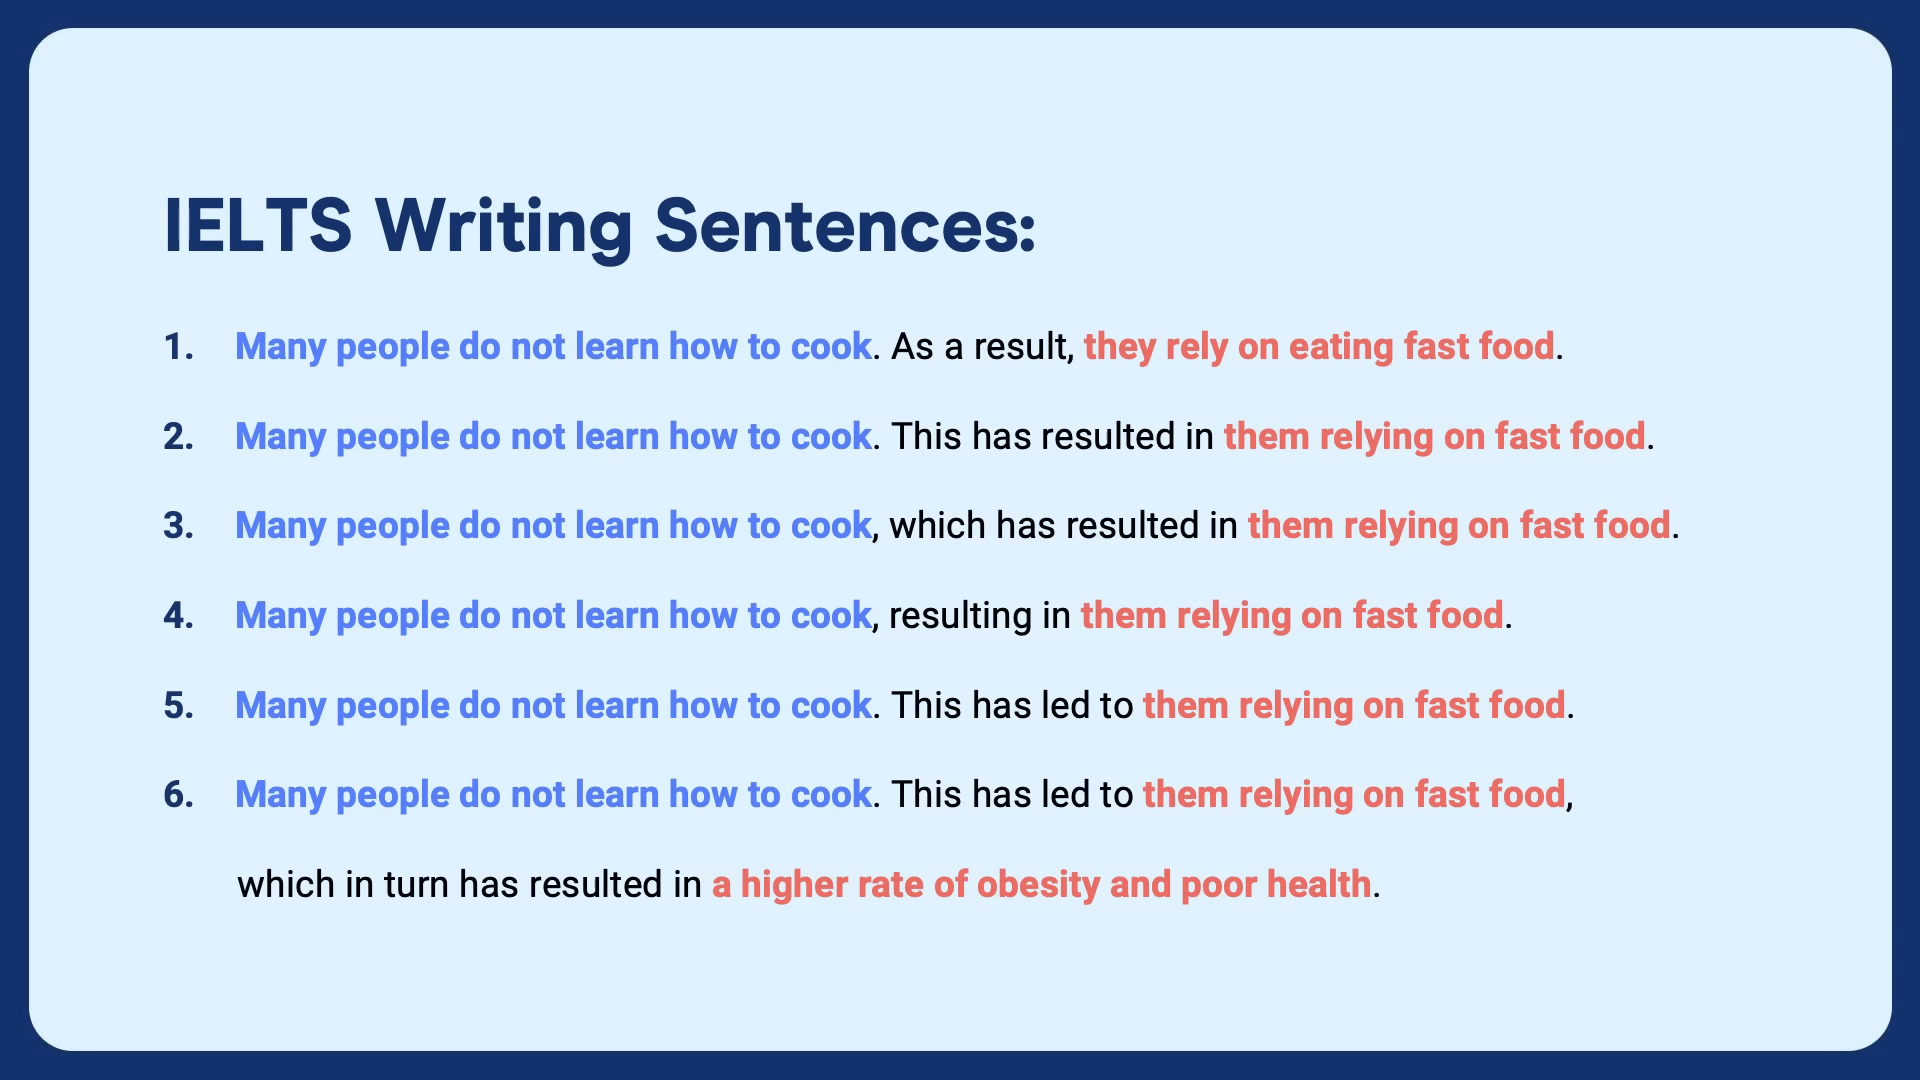 IELTS Writing Sentences:
1. Many people do not learn how to cook. As a result, they rely on eating fast food.
2. Many people do not learn how to cook. This has resulted in them relying on fast food.
3. Many people do not learn how to cook, which has resulted in them relying on fast food.
4. Many people do not learn how to cook, resulting in them relying on fast food.
5. Many people do not learn how to cook. This has led to them relying on fast food.
6. Many people do not learn how to cook. This has led to them relying on fast food,
which in turn has resulted in a higher rate of obesity and poor health.